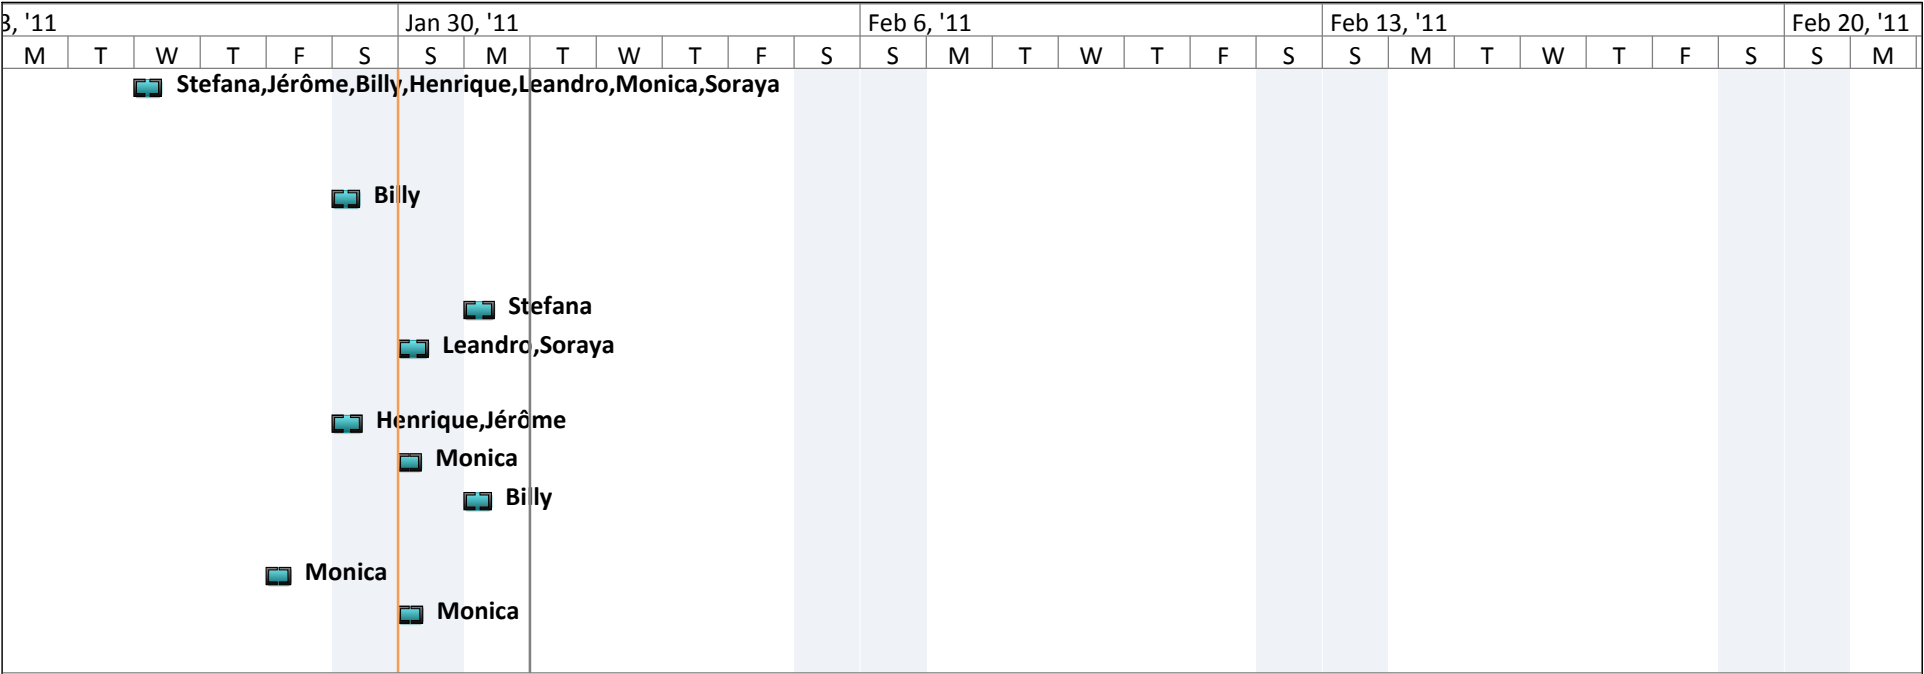 3, '11 Jan 30, '11 Feb 6, '11 Feb 13, '11 Feb 20, '11
M T W T F S S M T W T F S S M T W T F S S M T W T F S S M
Stefana,Jérôme,Billy,Henrique,Leandro,Monica,Soraya
Billy
Stefana
Leandro,Soraya
Henrique,Jérôme
Monica
Billy
Monica
Monica